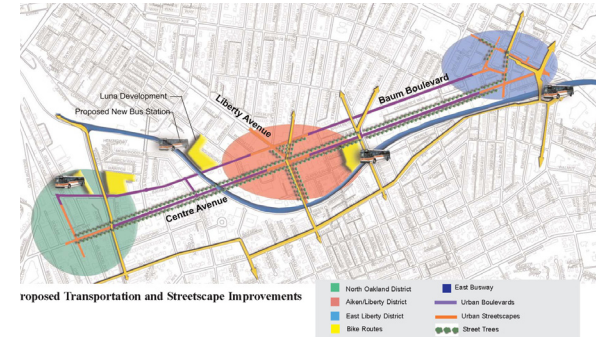 Luna Development
Proposed New Bus Station
Liberty Avenue
Baum Boulevard
Centre Avenue
roposed Transportation and Streetscape Improvements
North Oakland District
Aiken/Liberty District
East Liberty District
Bike Routes
East Busway
Urban Boulevards
Urban Streetscapes
Street Trees